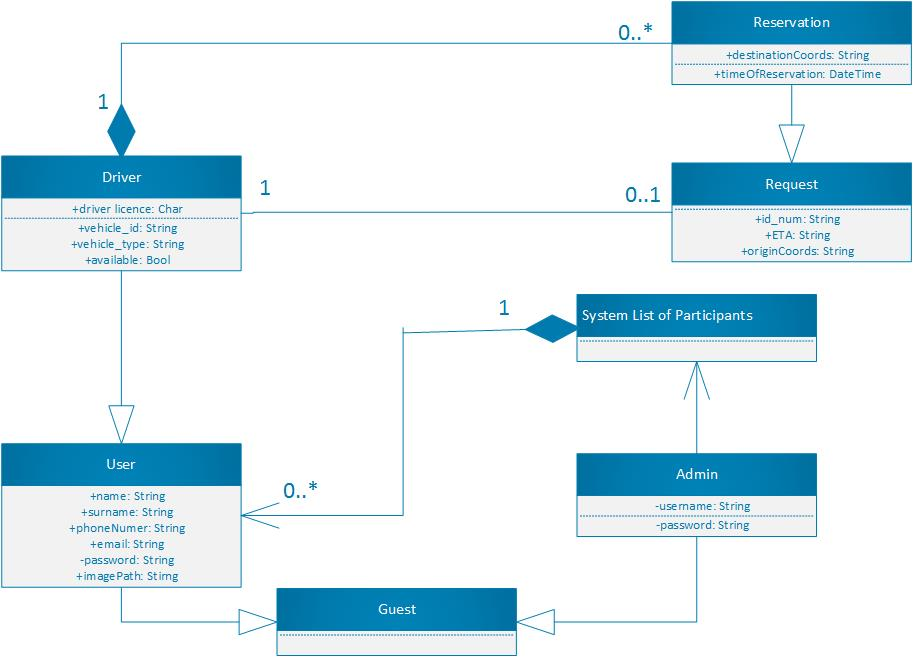 Reservation
+destinationCoords: String
+timeOfReservation: DateTime
0..*
1
Driver
+driver licence: Char
+vehicle_id: String
+vehicle_type: String
+available: Bool
1
0..1
Request
+id_num: String
+ETA: String
+originCoords: String
1
System List of Participants
User
+name: String
+surname: String
+phoneNumer: String
+email: String
-password: String
+imagePath: Stirng
0..*
Admin
-username: String
-password: String
Guest